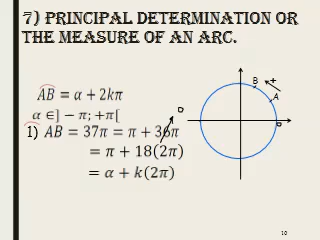 7) PRINCIPAL DETERMINATION OR
THE MEASURE OF AN ARC.
AB = α + 2kπ
α ∈] − π; +π[
1) AB = 37π = π + 36π
= π + 18(2π)
= α + k(2π)
B
+
A
10